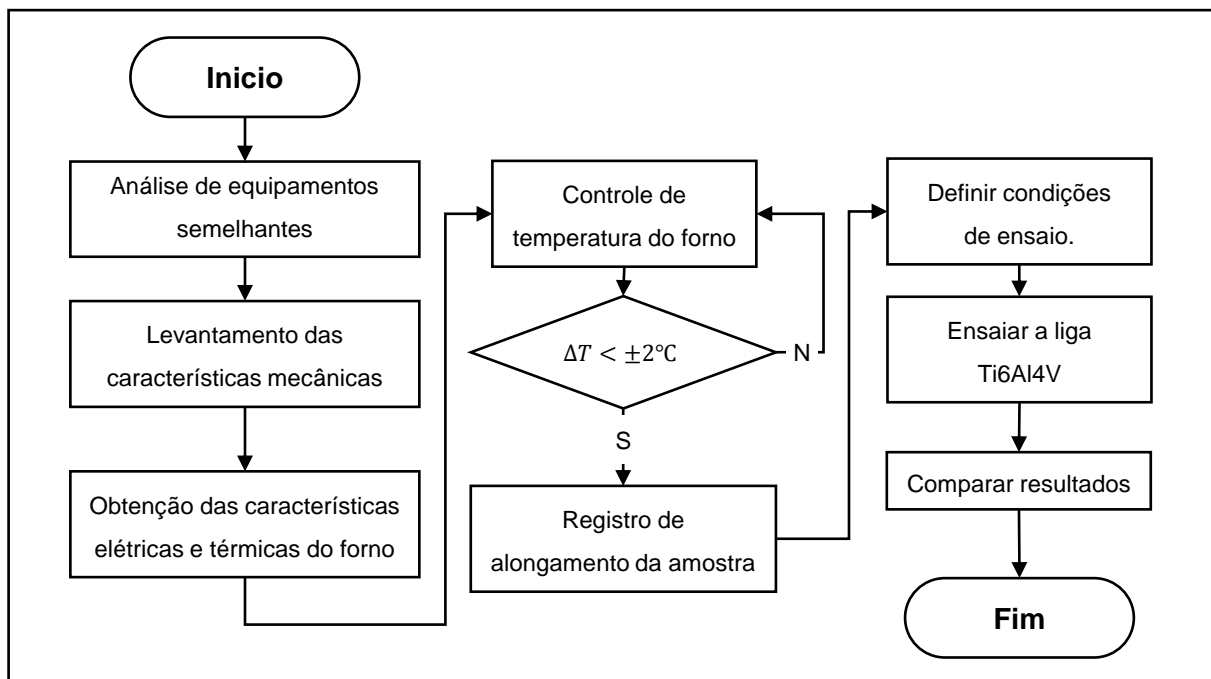 Inicio
Análise de equipamentos
semelhantes
Levantamento das
características mecânicas
Obtenção das características
elétricas e térmicas do forno
Controle de
temperatura do forno
ΔT < ±2°C
N
S
Registro de
alongamento da amostra
Definir condições
de ensaio.
Ensaiar a liga
Ti6Al4V
Comparar resultados
Fim